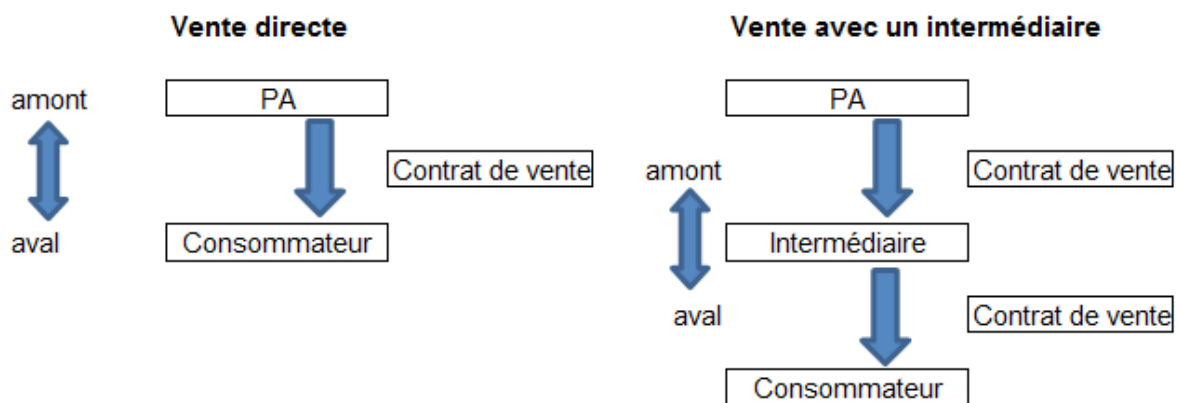 Vente directe
amont
PA
Contrat de vente
aval
Consommateur
Vente avec un intermédiaire
PA
amont
Contrat de vente
Intermédiaire
aval
Contrat de vente
Consommateur